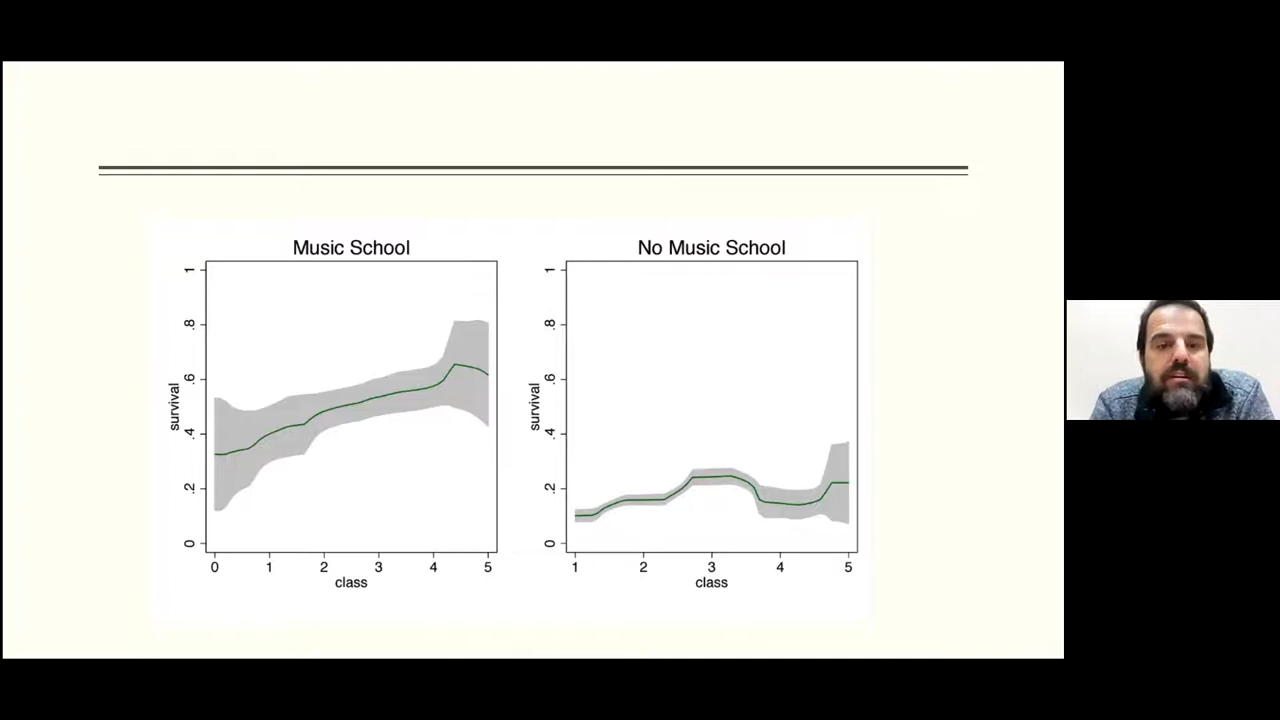 Music School
1
.8
.6
.4
.2
0
survival
0 1 2 3 4 5
class
No Music School
1
.8
.6
.4
.2
0
survival
1 2 3 4 5
class